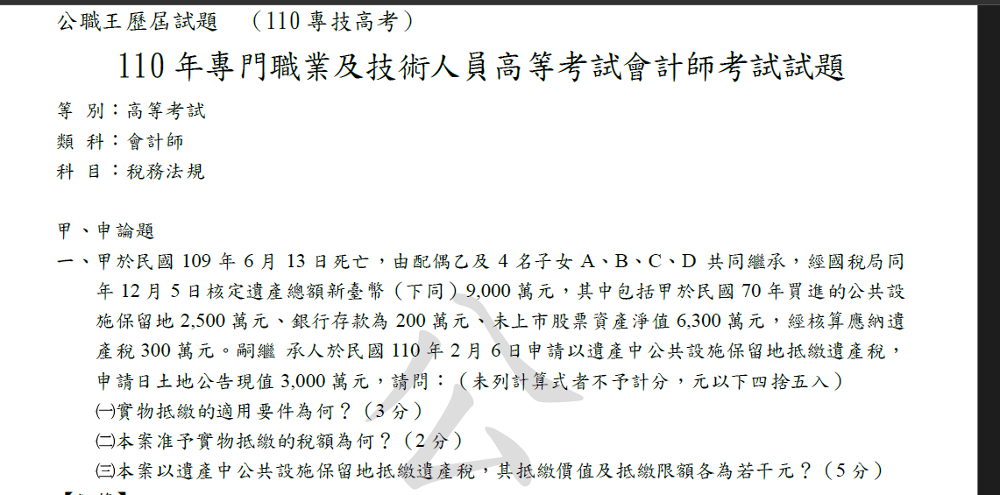 公職王歷屆試題 （110 專技高考）
110 年專門職業及技術人員高等考試會計師考試試題
等 別：高等考試
類 科：會計師
科 目：稅務法規
甲、申論題
一、甲於民國 109 年 6 月 13 日死亡，由配偶乙及 4 名子女 A、B、C、D 共同繼承，經國稅局同
年 12 月 5 日核定遺產總額新臺幣（下同）9,000 萬元，其中包括甲於民國 70 年買進的公共設
施保留地 2,500 萬元、銀行存款為 200 萬元、未上市股票資產淨值 6,300 萬元，經核算應納遺
產稅 300 萬元。嗣繼 承人於民國 110 年 2 月 6 日申請以遺產中公共設施保留地抵繳遺產稅，
申請日土地公告現值 3,000 萬元，請問：（未列計算式者不予計分，元以下四捨五入）
㈠實物抵繳的適用要件為何？（3 分）
㈡本案准予實物抵繳的稅額為何？（2 分）
㈢本案以遺產中公共設施保留地抵繳遺產稅，其抵繳價值及抵繳限額各為若干元？（5 分）
公